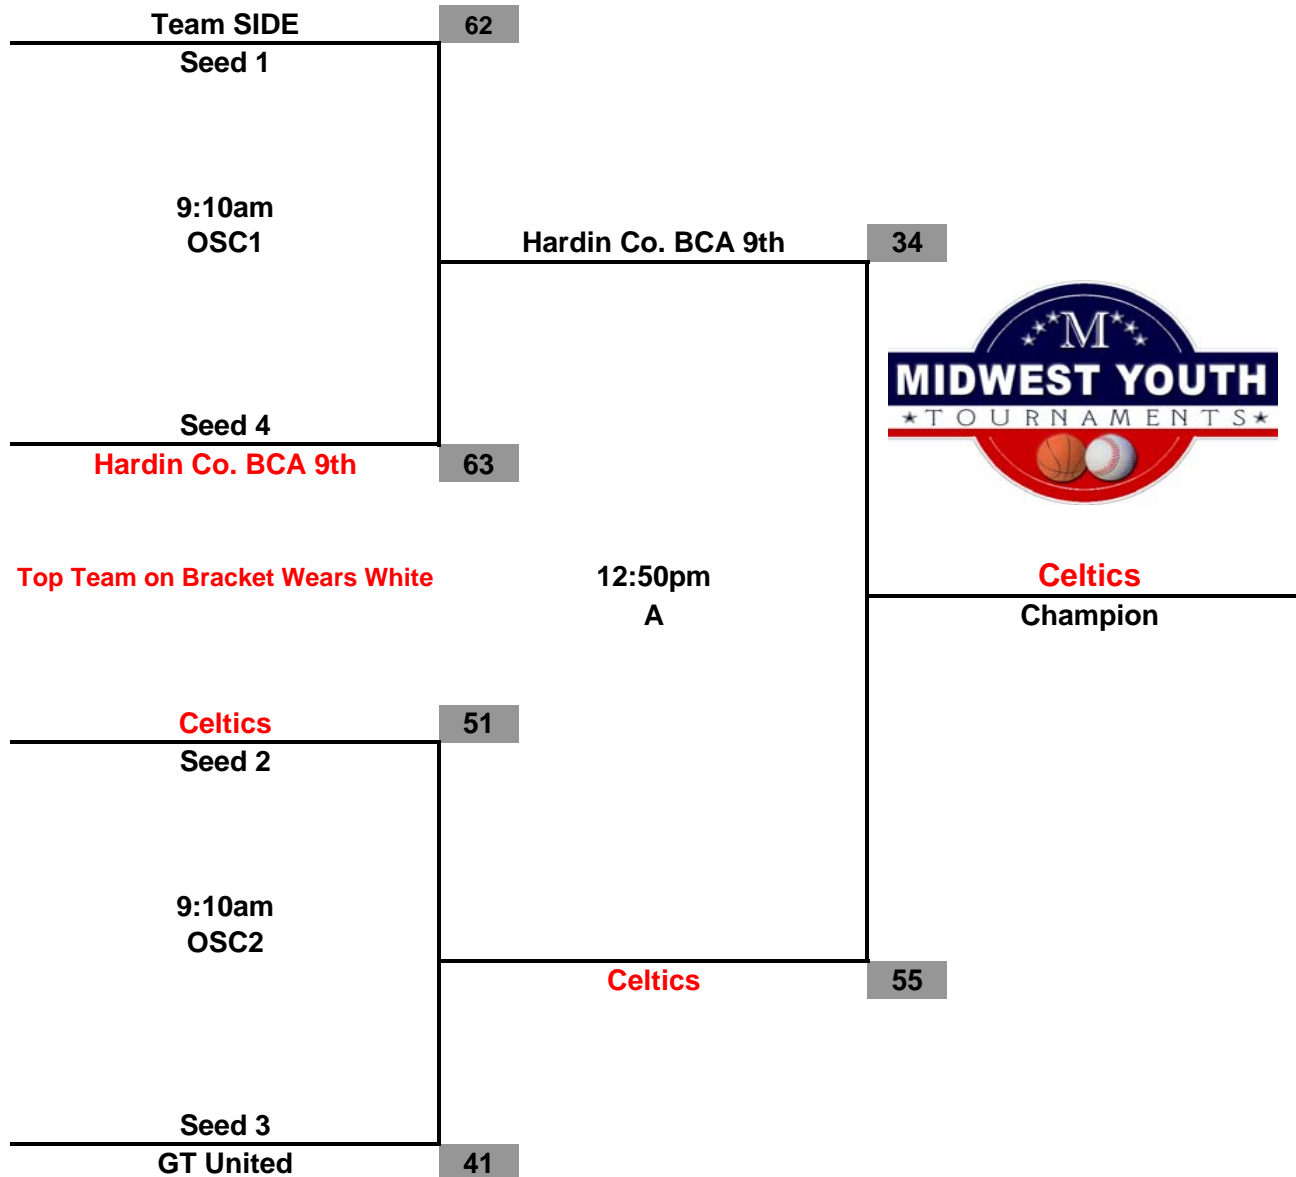 Team SIDE 62
Seed 1
9:10am
OSC1
Hardin Co. BCA 9th 34
M
MIDWEST YOUTH
TOURNAMENTS
Seed 4
Hardin Co. BCA 9th 63
Top Team on Bracket Wears White
12:50pm
A
Celtics
Champion
Celtics 51
Seed 2
9:10am
OSC2
Celtics 55
Seed 3
GT United 41